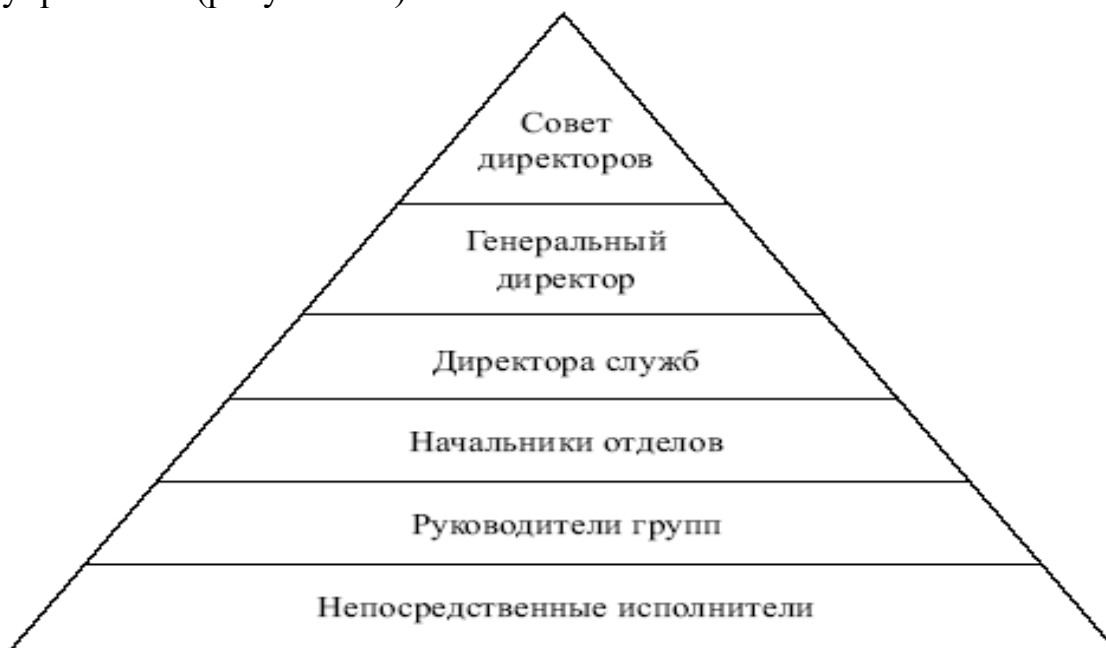 Совет
директоров
Генеральный
директор
Директора служб
Начальники отделов
Руководители групп
Непосредственные исполнители